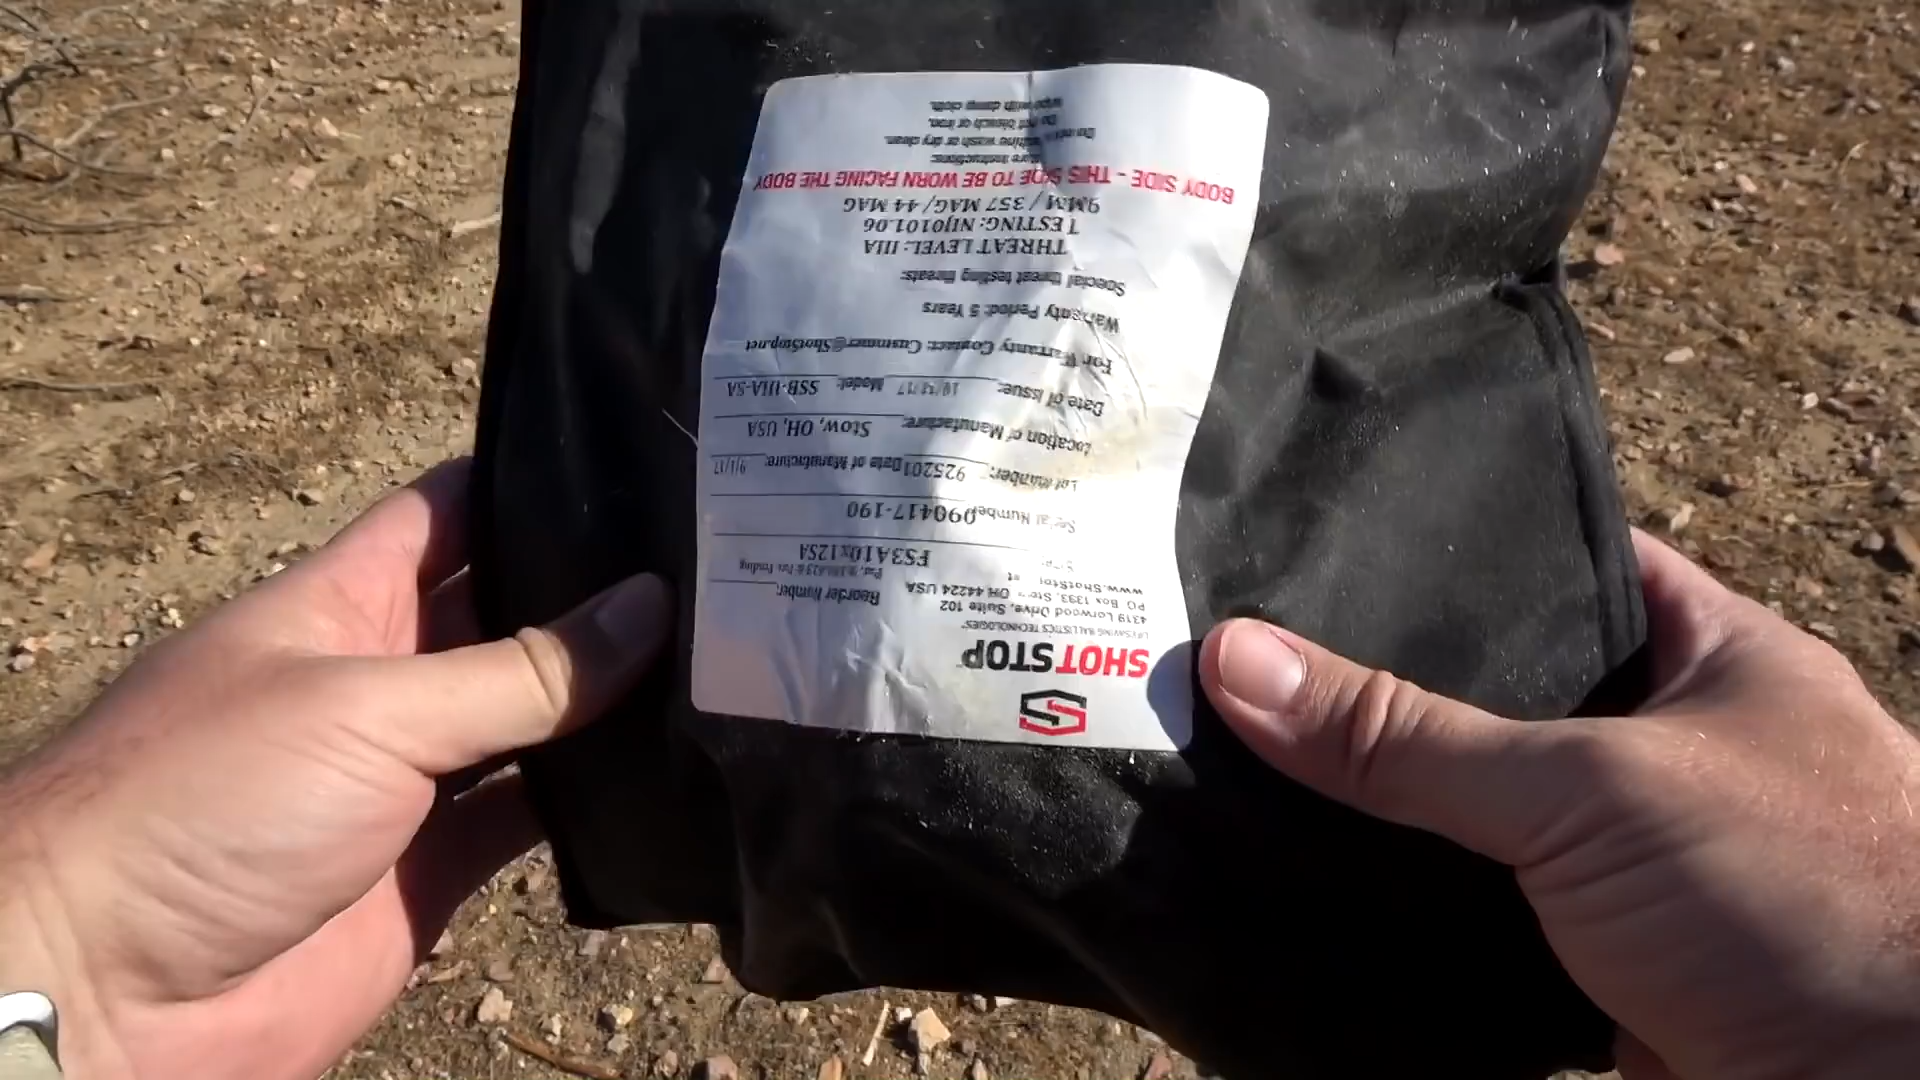 SHOTSTOP
LIFESAVING BALLISTICS TECHNOLOGIES
4319 Lorwood Drive, Suite 102
PO Box 1393, Stow, OH 44224 USA
www.ShotSto
Reorder Number:
Pending
FS3A10x12SA
Serial Number 090417-190
Lot Number: 925201 Date of Manufacture: 9/1/17
Location of Manufacture: Stow, OH, USA
Date of Issue: /17 Model: SSB-IIIA-SA
For Warranty Contact: Customer@ShotStop.net
Warranty Period: 5 Years
Special threat testing threats:
THREAT LEVEL: IIIA
TESTING: NIJ0101.06
9MM / 357 MAG/ 44 MAG
BODY SIDE - THIS SIDE TO BE WORN FACING THE BODY
Care Instructions:
Do not machine wash or dry clean.
Do not bleach or iron.
Wipe with damp cloth.